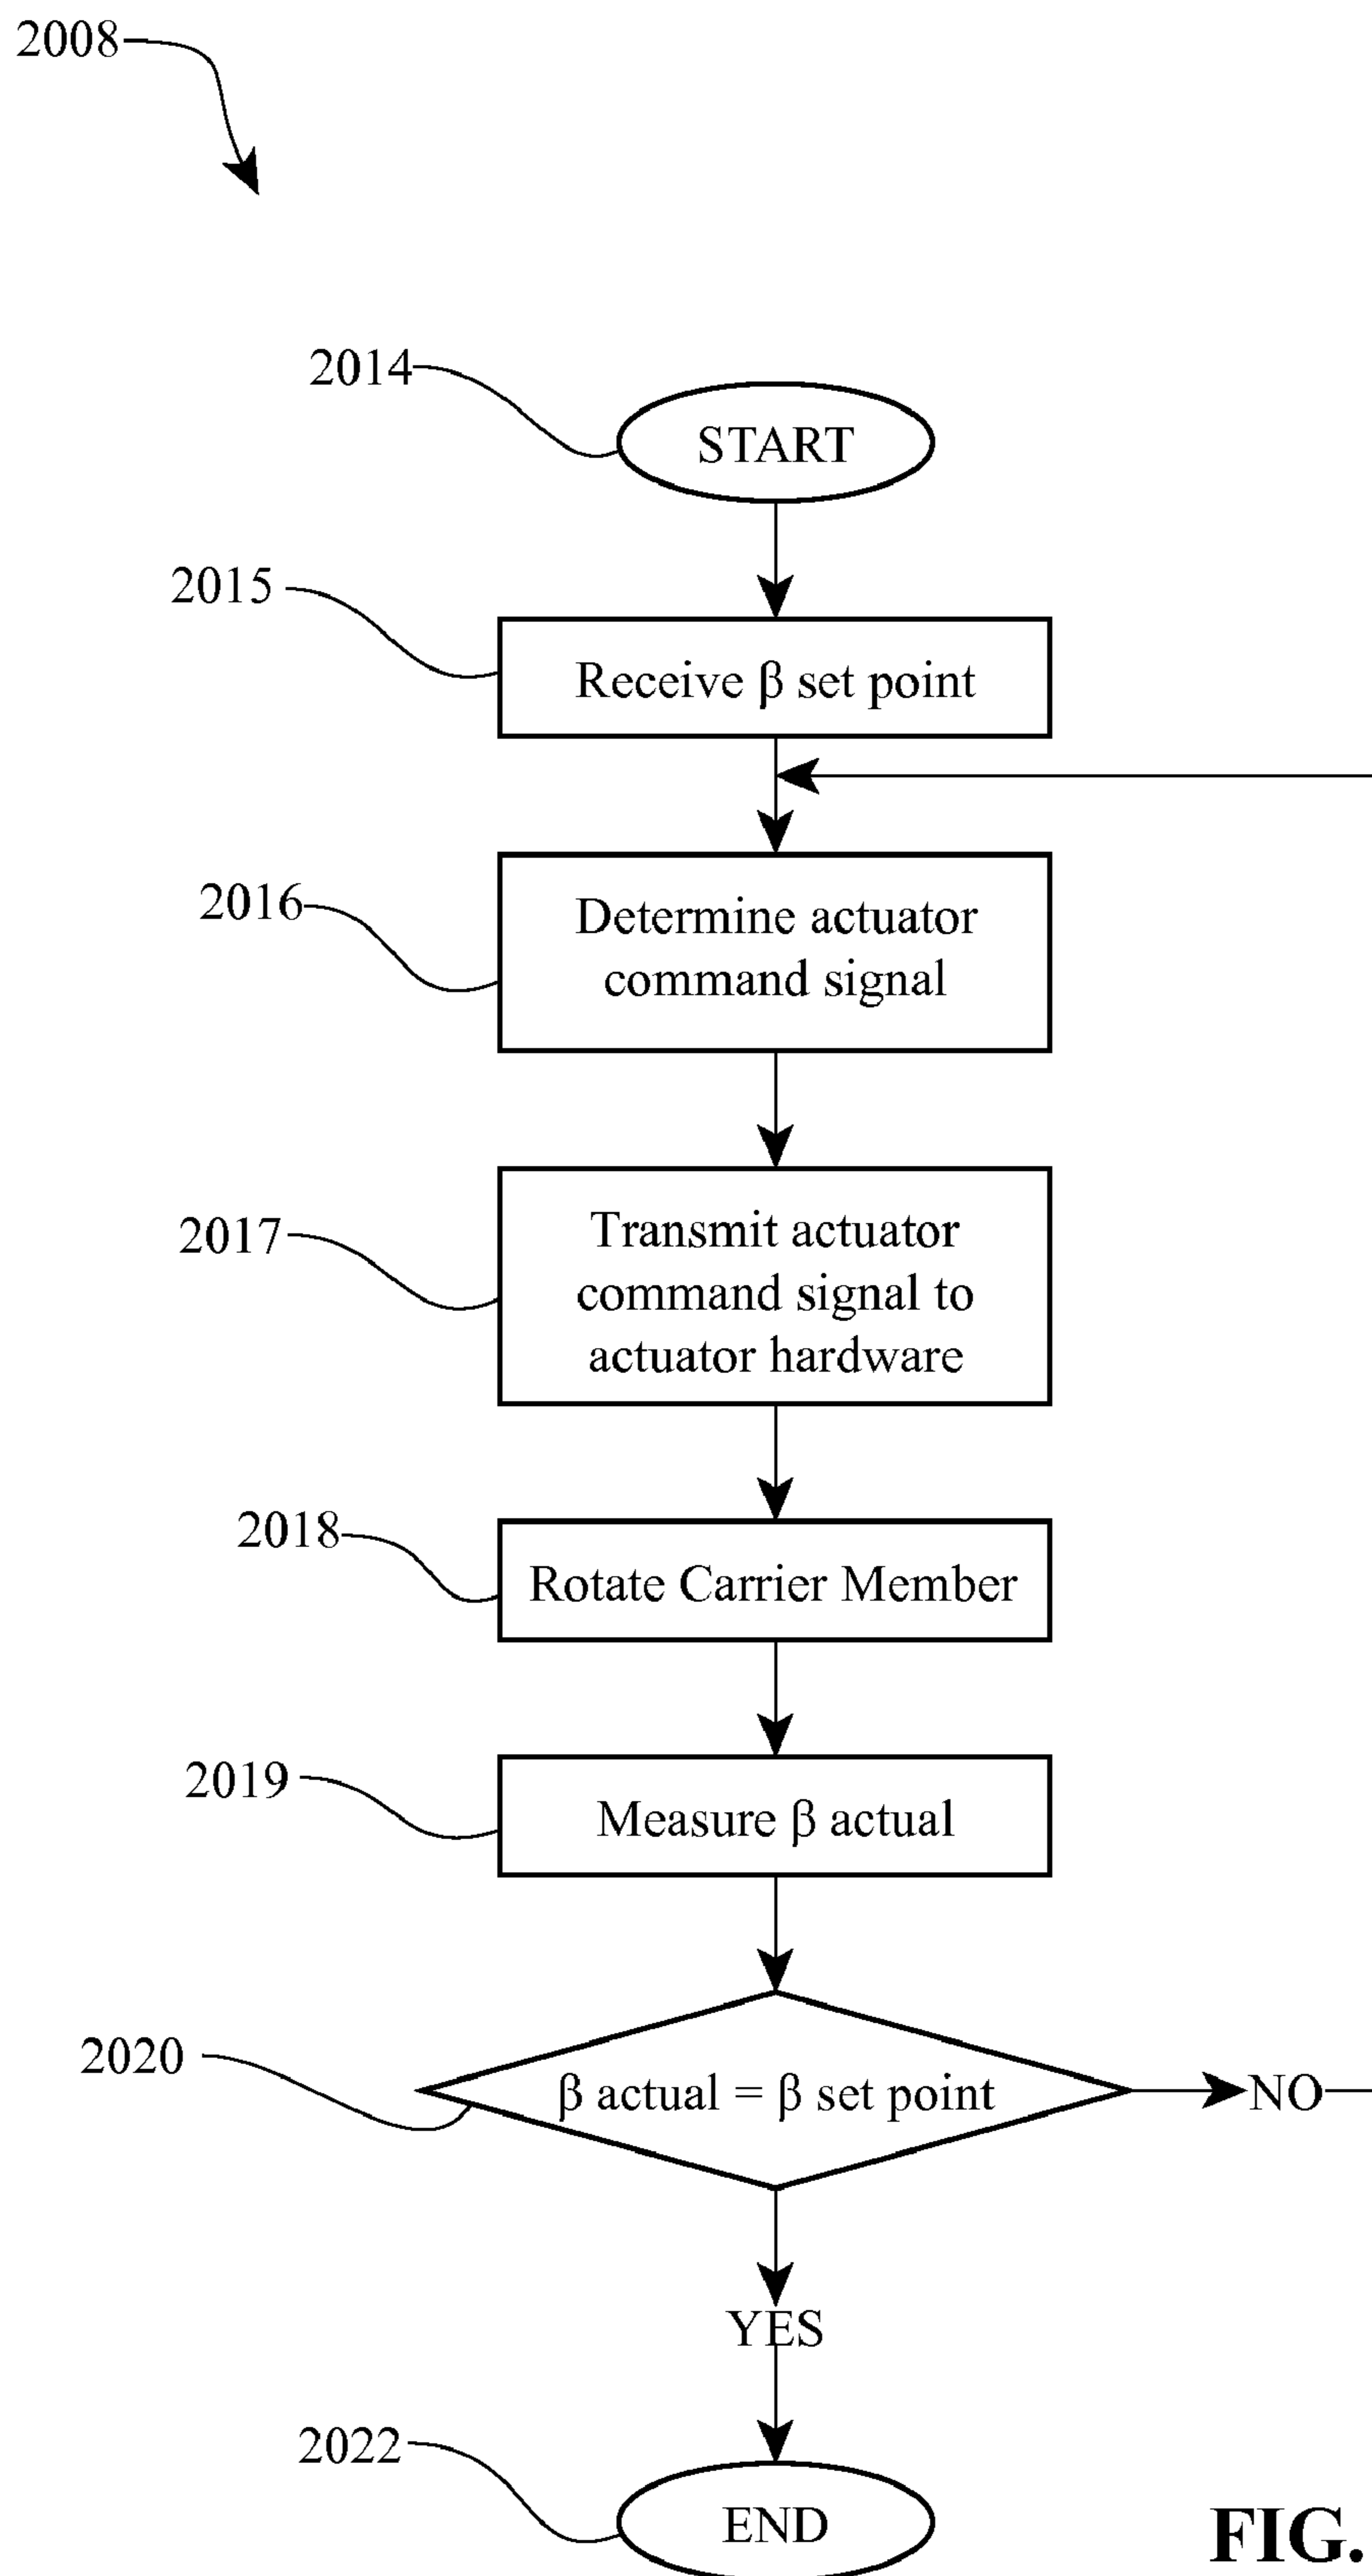 2008
2014
START
2015
Receive β set point
2016
Determine actuator
command signal
2017
Transmit actuator
command signal to
actuator hardware
2018
Rotate Carrier Member
2019
Measure β actual
2020
β actual = β set point
NO
YES
2022
END
FIG.